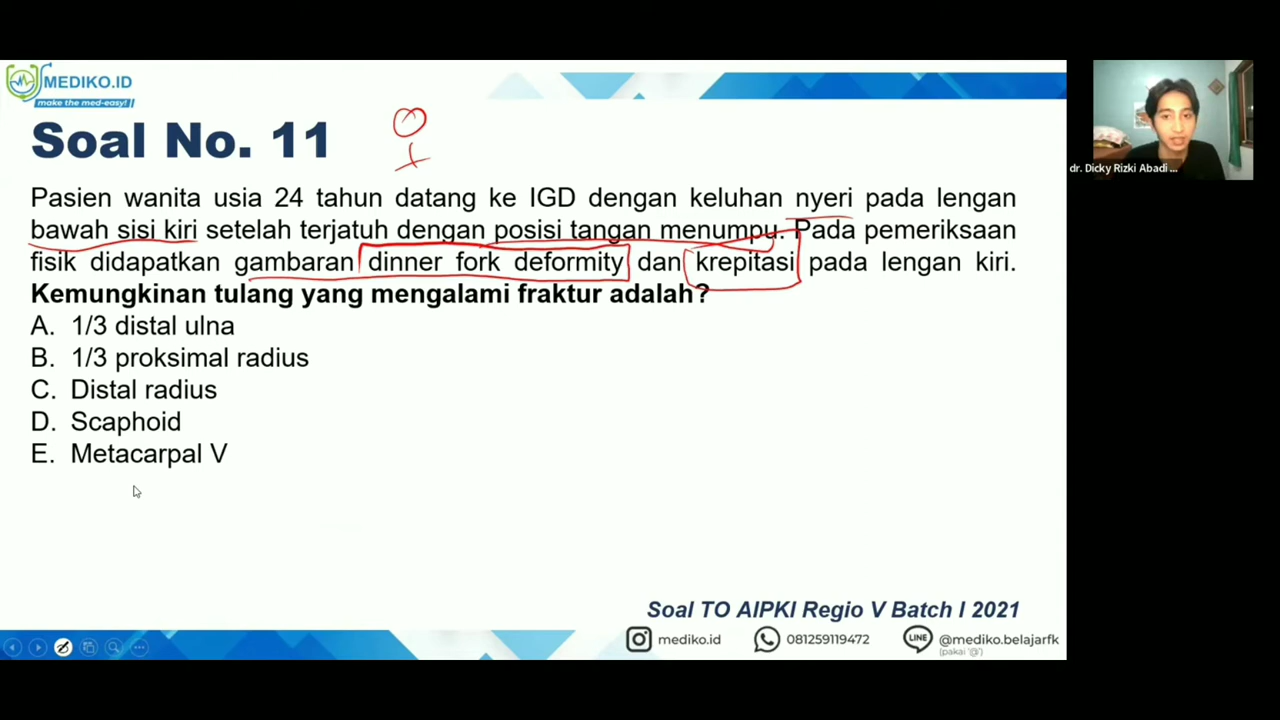 MEDIKO.ID
make the med-easy!
Soal No. 11
Pasien wanita usia 24 tahun datang ke IGD dengan keluhan nyeri pada lengan
bawah sisi kiri setelah terjatuh dengan posisi tangan menumpu. Pada pemeriksaan
fisik didapatkan gambaran dinner fork deformity dan krepitasi pada lengan kiri.
Kemungkinan tulang yang mengalami fraktur adalah?
A. 1/3 distal ulna
B. 1/3 proksimal radius
C. Distal radius
D. Scaphoid
E. Metacarpal V
Soal TO AIPKI Regio V Batch I 2021
mediko.id
081259119472
LINE
@mediko.belajarfk
(pakai '@')
dr. Dicky Rizki Abadi ...